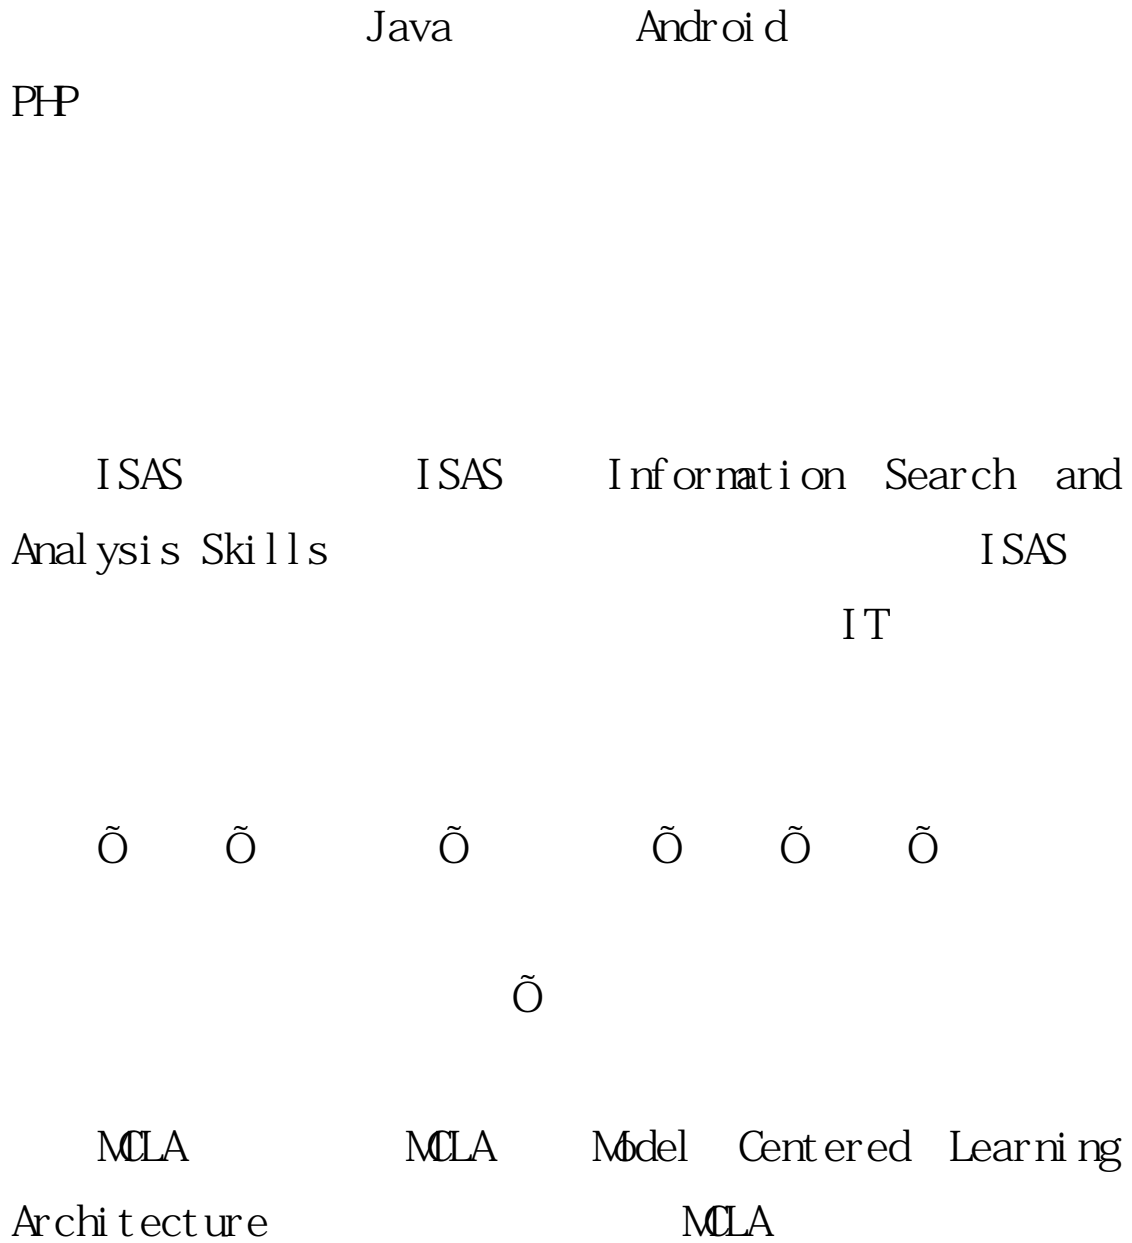 Java Android
PHP
ISAS ISAS Information Search and
Analysis Skills ISAS
IT
Õ Õ Õ Õ Õ Õ
Õ
MCLA MCLA Model Centered Learning
Architecture MCLA